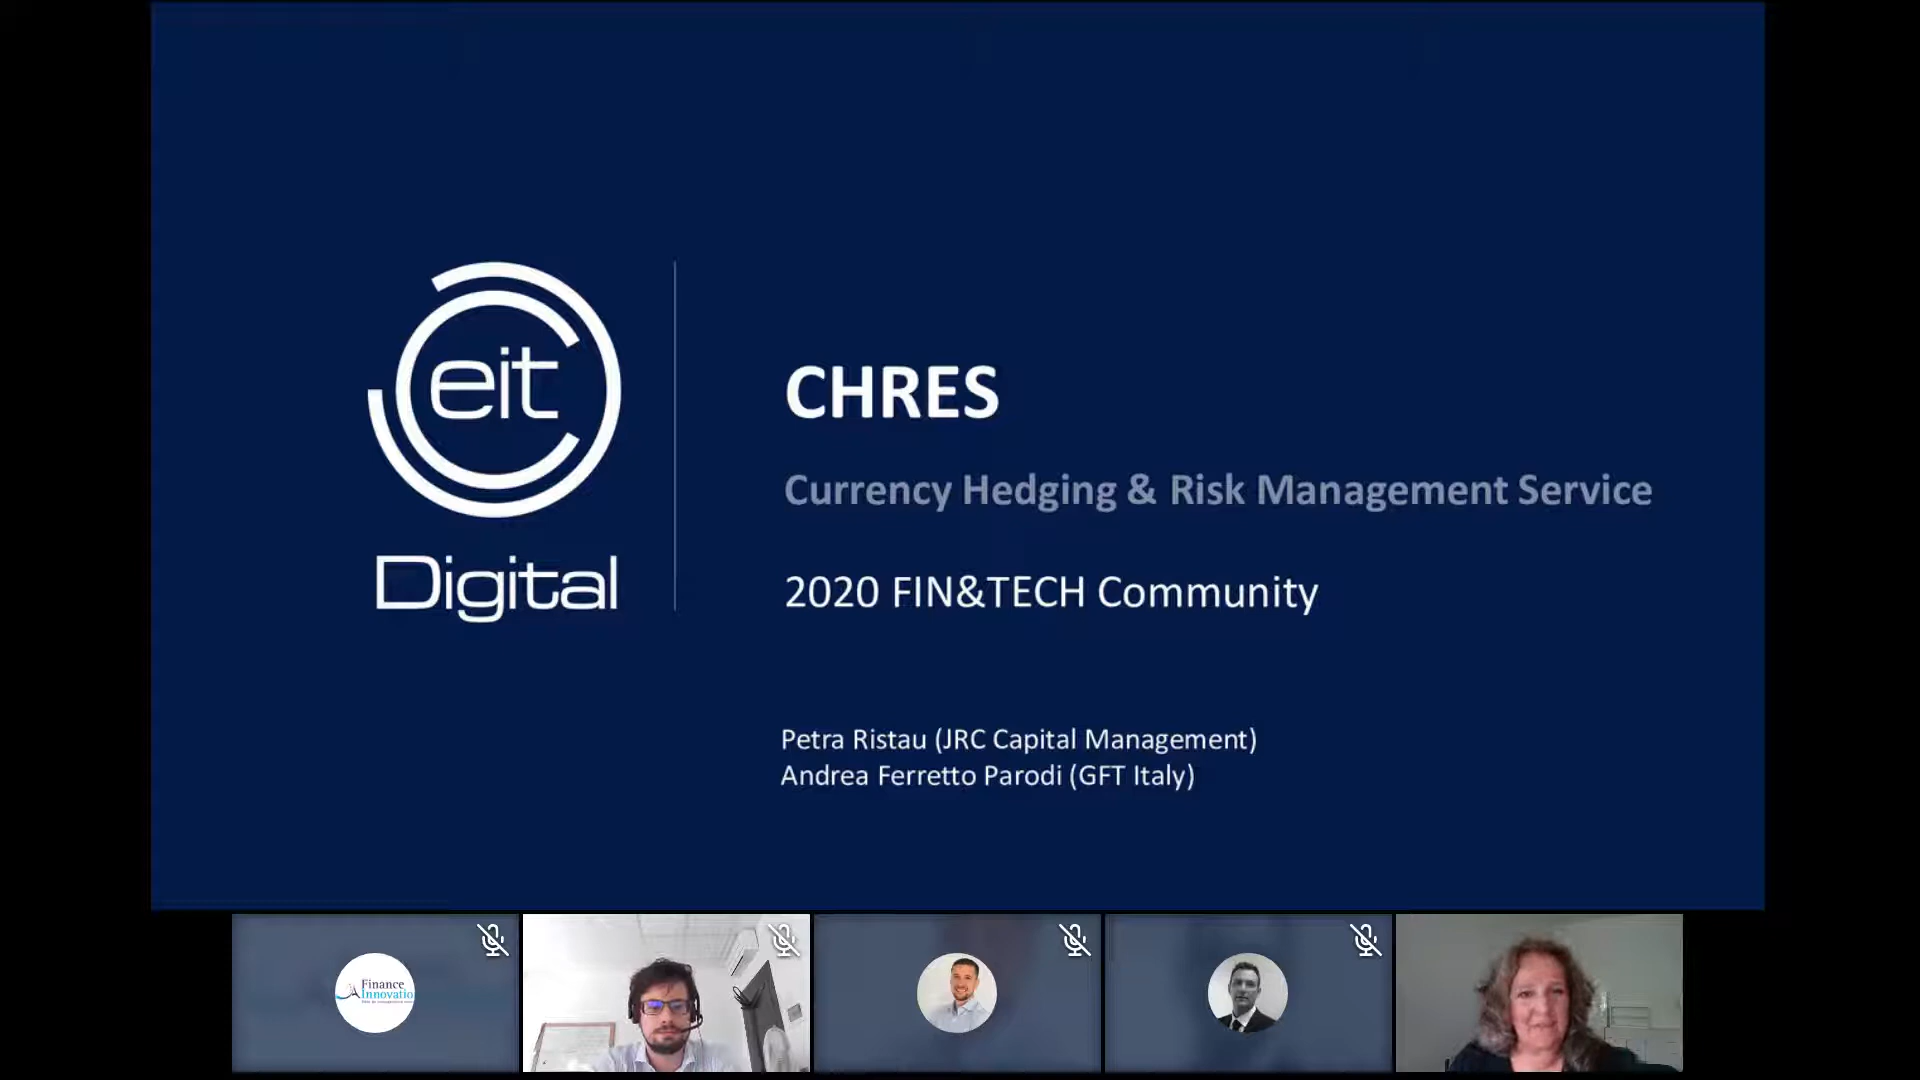 eit
Digital
CHRES
Currency Hedging & Risk Management Service
2020 FIN&TECH Community
Petra Ristau (JRC Capital Management)
Andrea Ferretto Parodi (GFT Italy)
Finance
Innovatio